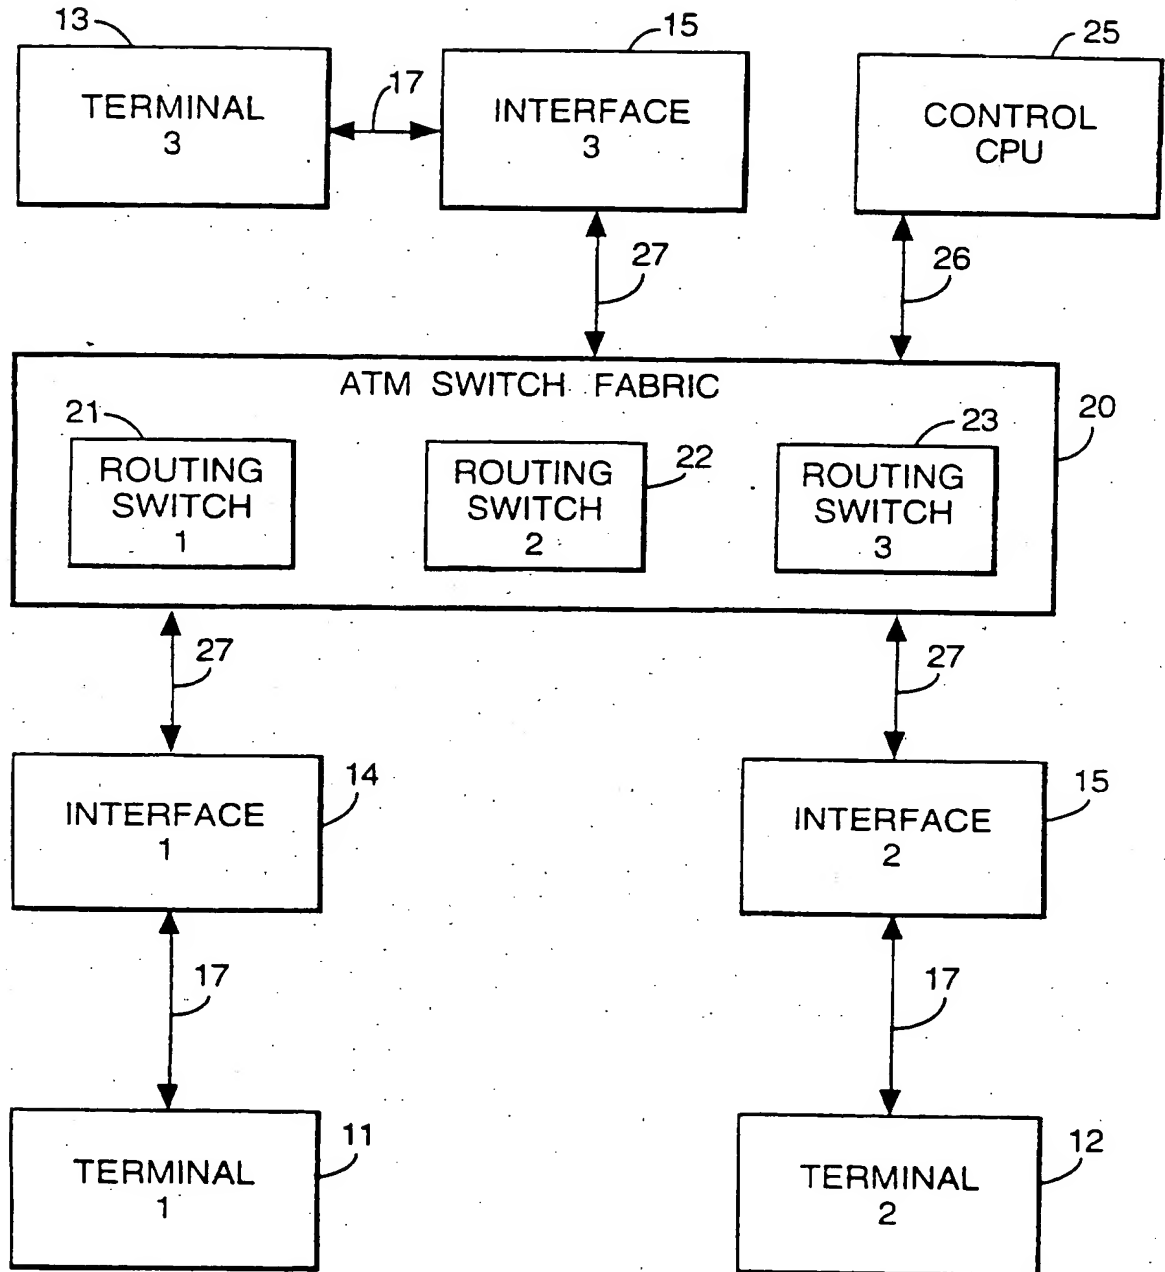 13
15
25
TERMINAL
3
17
INTERFACE
3
CONTROL
CPU
27
26
ATM SWITCH FABRIC
20
21
ROUTING
SWITCH
1
22
ROUTING
SWITCH
2
23
ROUTING
SWITCH
3
27
27
14
INTERFACE
1
15
INTERFACE
2
17
17
11
TERMINAL
1
12
TERMINAL
2